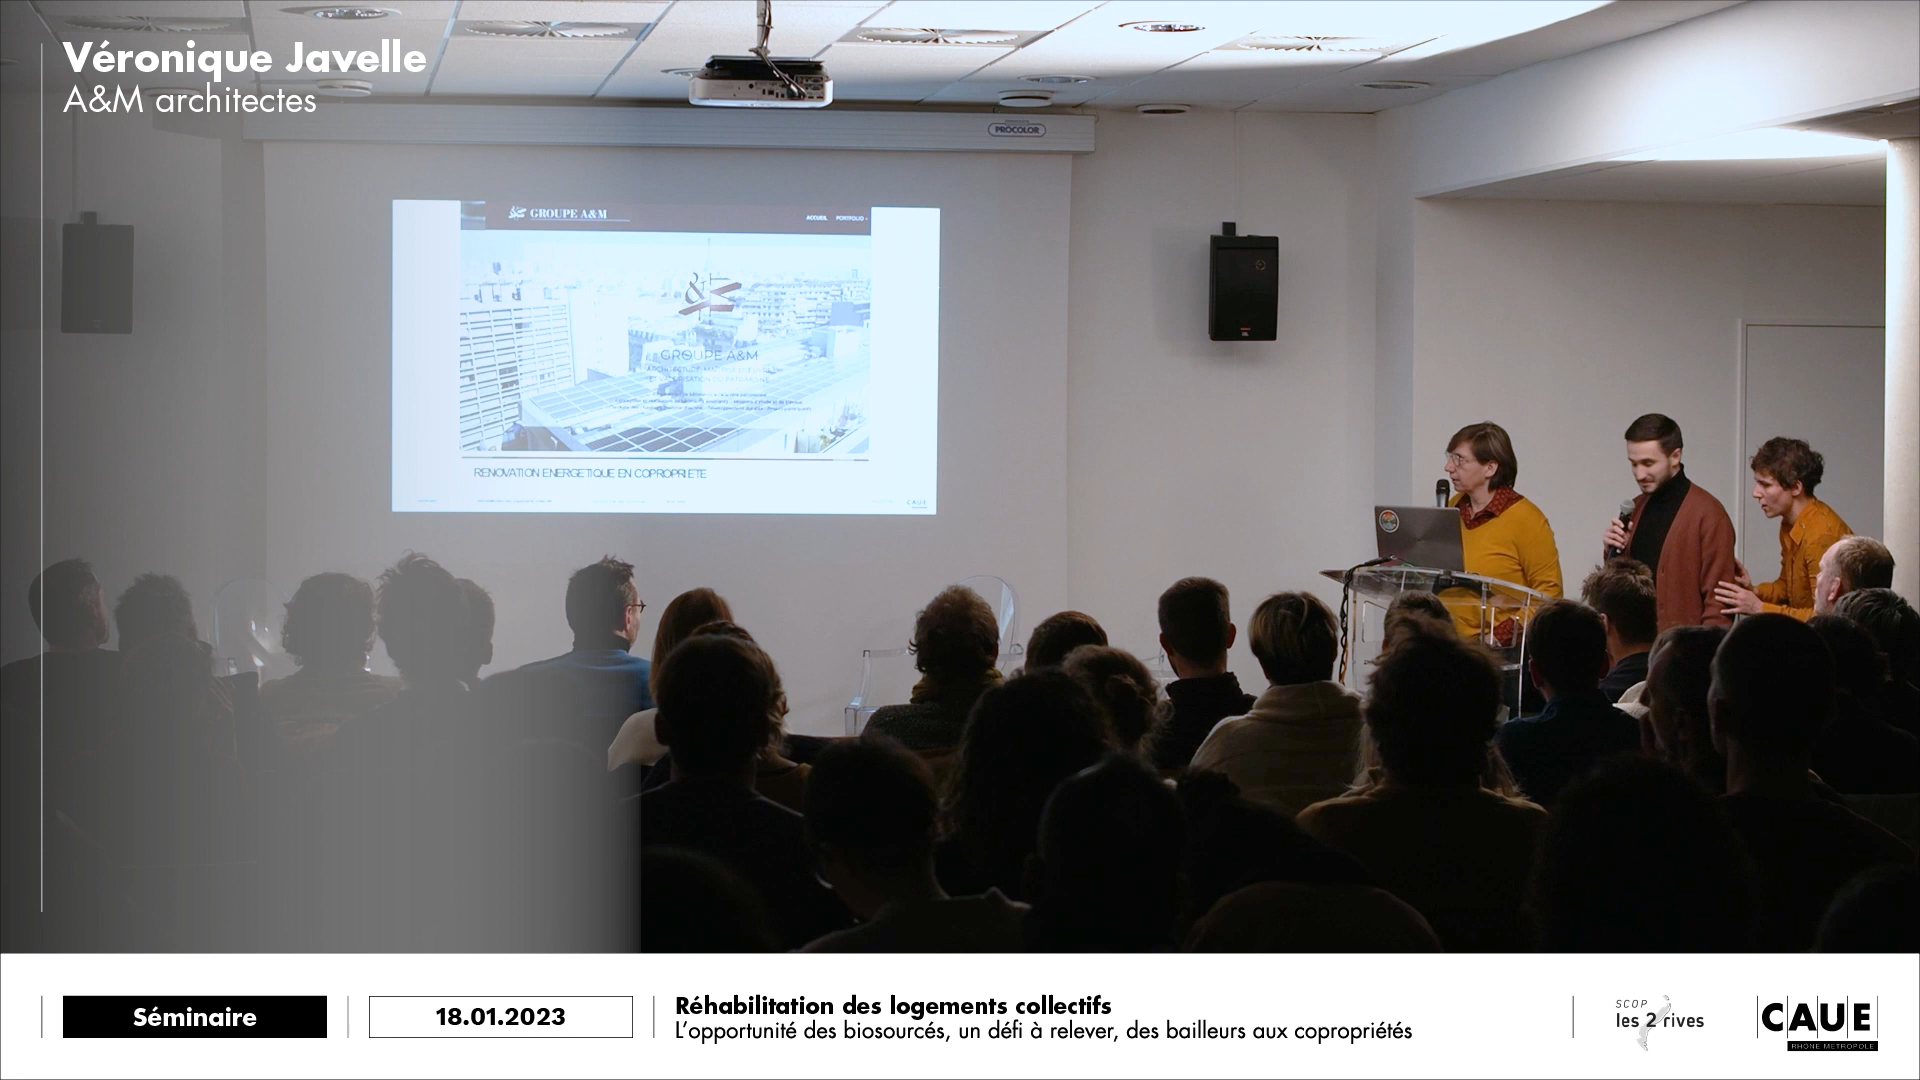 Véronique Javelle
A&M architectes
PROCOLOR
GROUPE A&M
ACCUEIL PORTFOLIO
GROUPE A&M
RENOVATION ENERGETIQUE EN COPROPRIETE
CAUE
Séminaire
18.01.2023
Réhabilitation des logements collectifs
L'opportunité des biosourcés, un défi à relever, des bailleurs aux copropriétés
SCOP
les 2 rives
CAUE
RHÔNE MÉTROPOLE